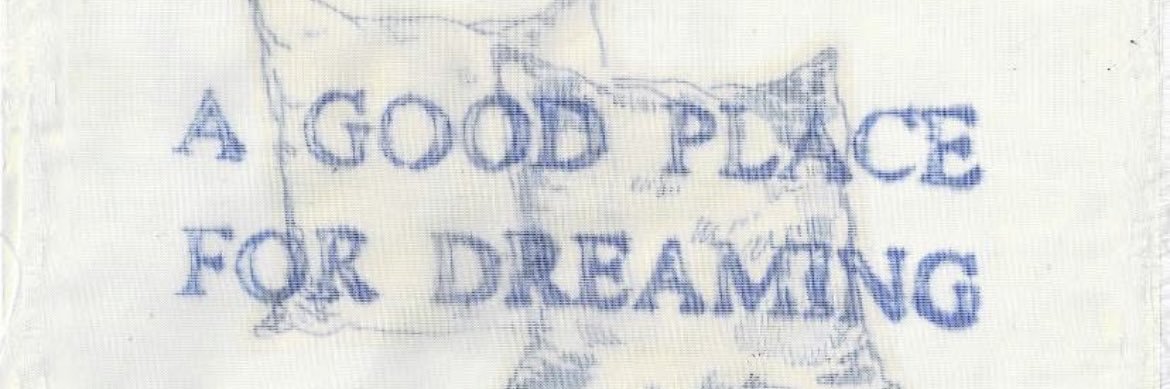 A GOOD PLACE
FOR DREAMING